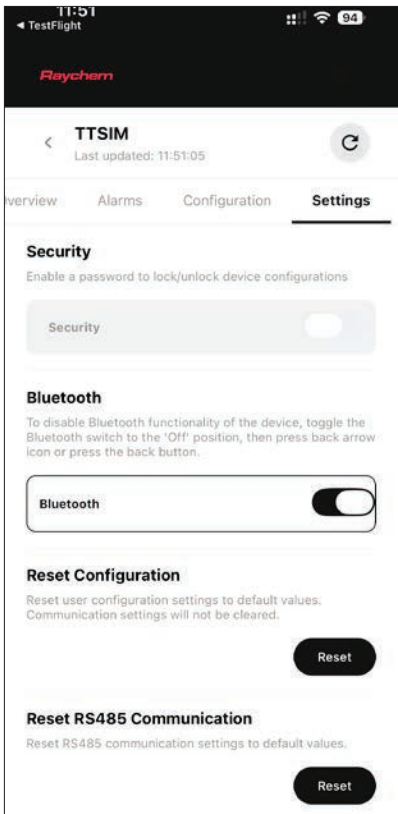 11:51
◀ TestFlight
94
Raychem
TTSIM
Last updated: 11:51:05
verview Alarms Configuration Settings
Security
Enable a password to lock/unlock device configurations
Security
Bluetooth
To disable Bluetooth functionality of the device, toggle the
Bluetooth switch to the 'Off' position, then press back arrow
icon or press the back button.
Bluetooth
Reset Configuration
Reset user configuration settings to default values.
Communication settings will not be cleared.
Reset
Reset RS485 Communication
Reset RS485 communication settings to default values.
Reset